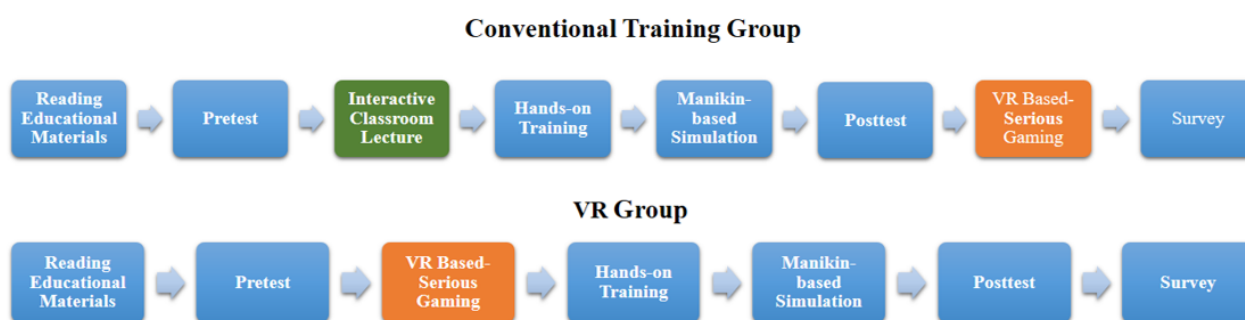 Conventional Training Group
Reading
Educational
Materials
Pretest
Interactive
Classroom
Lecture
Hands-on
Training
Manikin-
based
Simulation
Posttest
VR Based-
Serious
Gaming
Survey
VR Group
Reading
Educational
Materials
Pretest
VR Based-
Serious
Gaming
Hands-on
Training
Manikin-
based
Simulation
Posttest
Survey